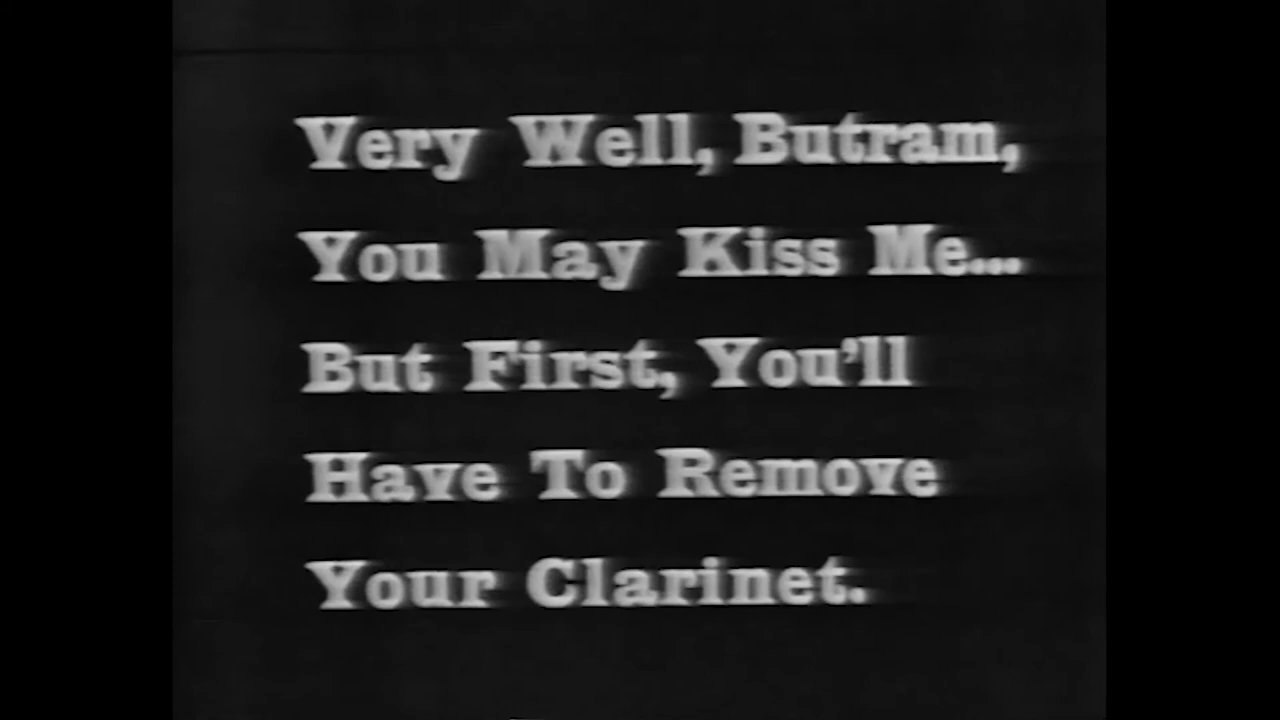 Very Well, Butram,
You May Kiss Me...
But First, You'll
Have To Remove
Your Clarinet.